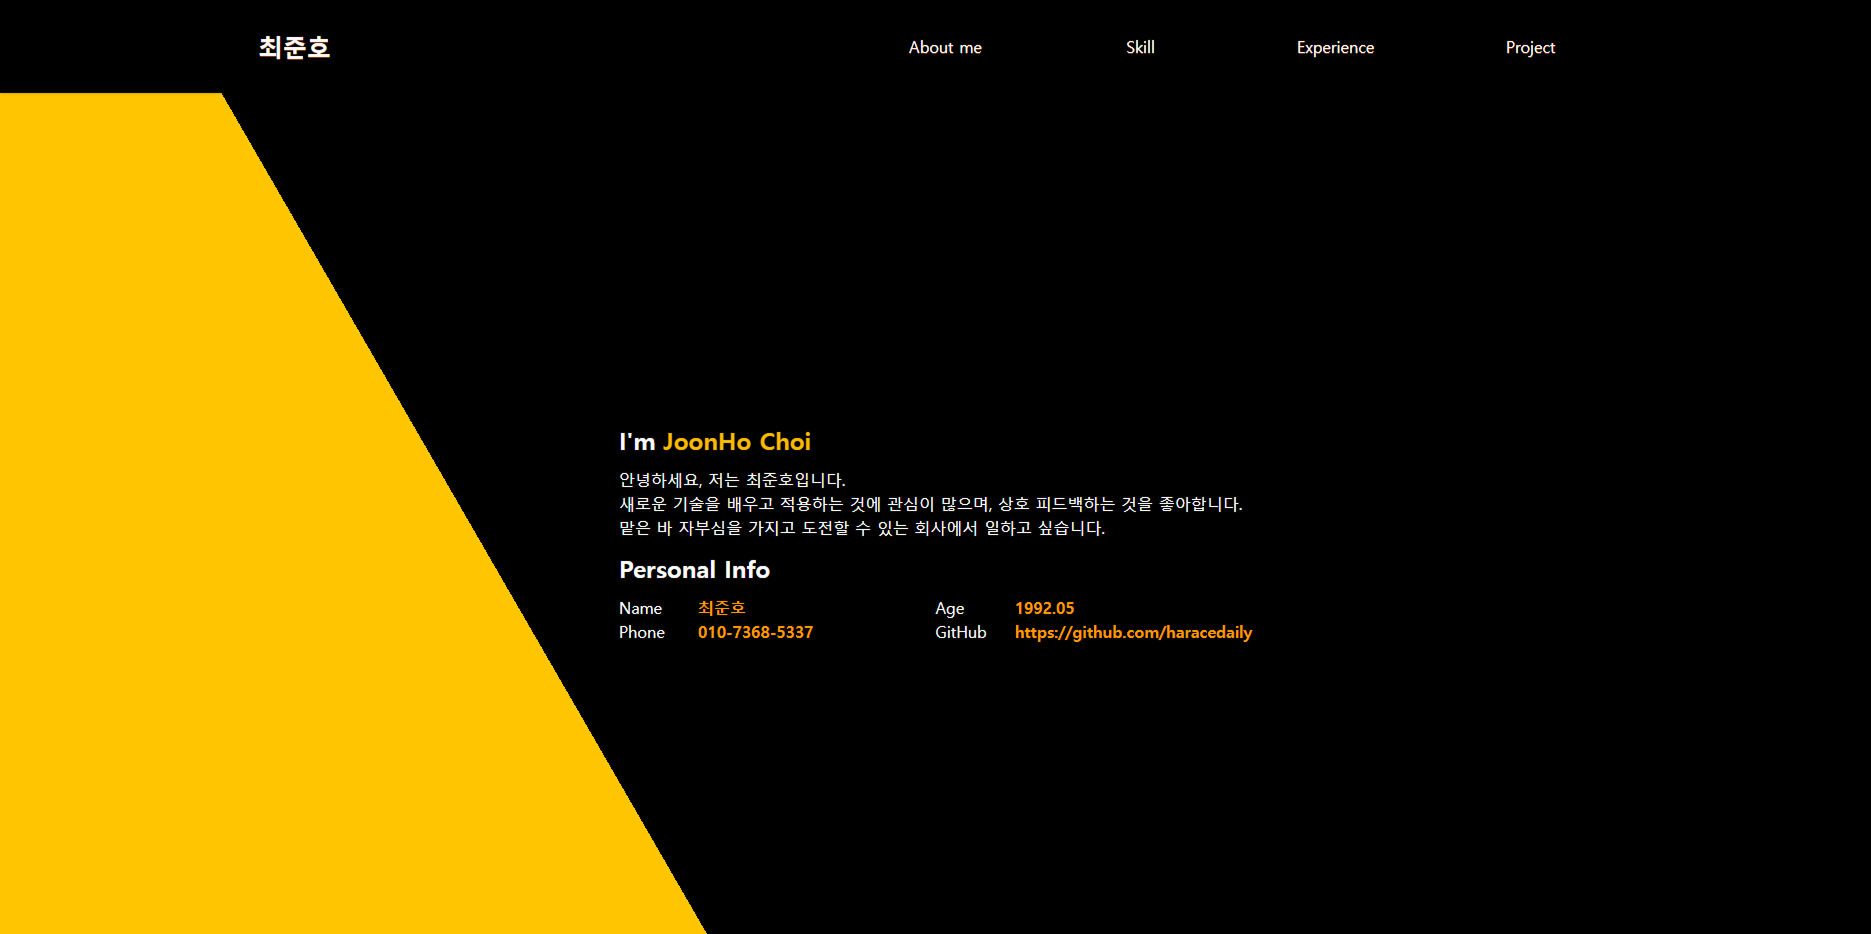 최준호
About me Skill Experience Project
I'm JoonHo Choi
안녕하세요, 저는 최준호입니다.
새로운 기술을 배우고 적용하는 것에 관심이 많으며, 상호 피드백하는 것을 좋아합니다.
맡은 바 자부심을 가지고 도전할 수 있는 회사에서 일하고 싶습니다.
Personal Info
Name 최준호 Age 1992.05
Phone 010-7368-5337 GitHub https://github.com/haracedaily